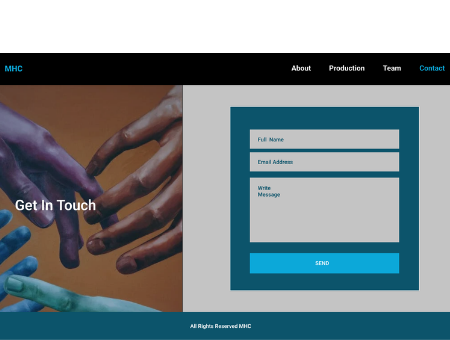 MHC
About Production Team Contact
Get In Touch
Full Name
Email Address
Write
Message
SEND
All Rights Reserved MHC